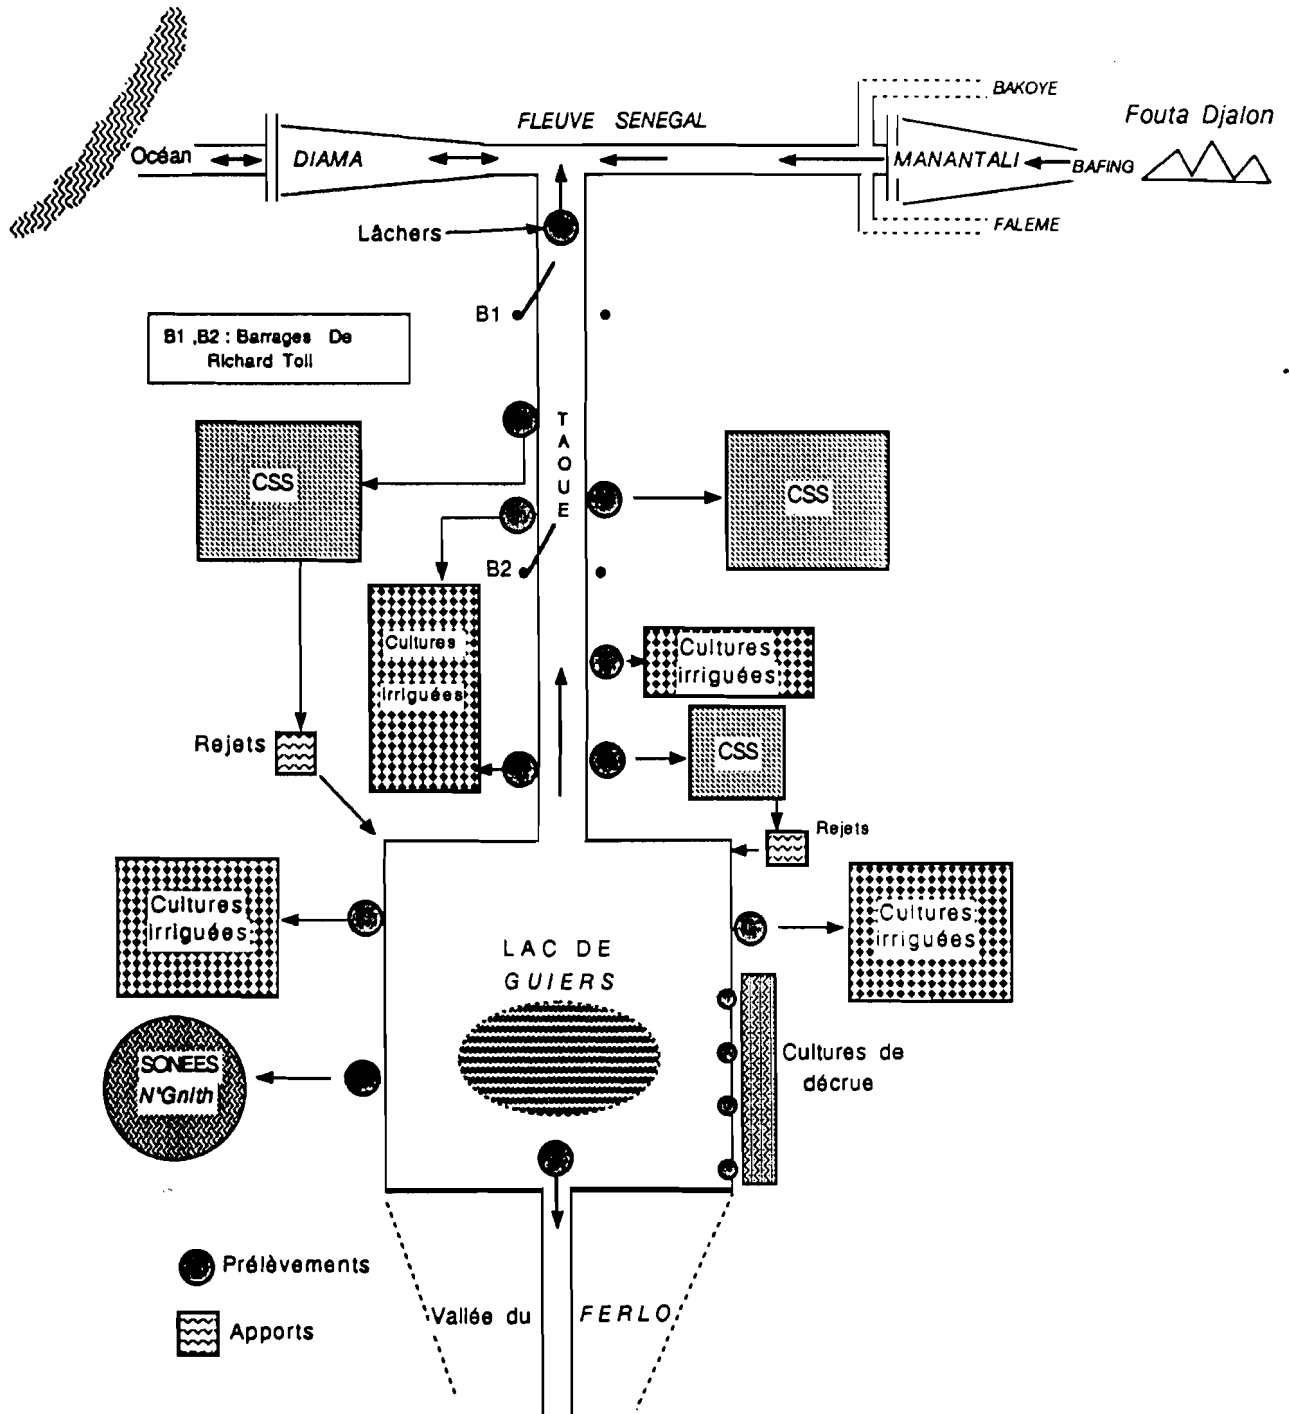 BAKOYE
Fouta Djalon
FLEUVE SENEGAL
Océan
DIAMA
MANANTALI
BAFING
FALEME
Lâchers
B1
B1 ,B2 : Barrages De
Richard Toll
TAOUE
CSS
CSS
B2
Cultures
irriguées
Cultures
irriguées
Rejets
CSS
Rejets
Cultures
irriguées
Cultures
irriguées
LAC DE
GUIERS
SONEES
N'Gnith
Cultures de
décrue
Prélèvements
Vallée du FERLO
Apports